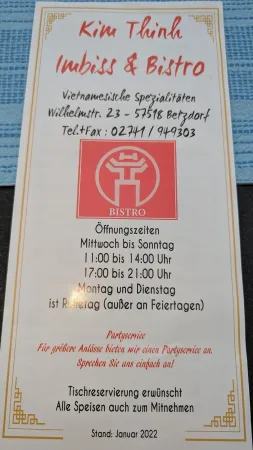 Kim Thinh
Imbiss & Bistro
Vietnamesische Spezialitäten
Wilhelmstr. 23 - 57518 Betzdorf
Tel.+Fax : 02741 / 949303
BISTRO
Öffnungszeiten
Mittwoch bis Sonntag
11:00 bis 14:00 Uhr
17:00 bis 21:00 Uhr
Montag und Dienstag
ist Ruhetag (außer an Feiertagen)
Partyservice
Für größere Anlässe bieten wir einen Partyservice an.
Sprechen Sie uns einfach an!
Tischreservierung erwünscht
Alle Speisen auch zum Mitnehmen
Stand: Januar 2022